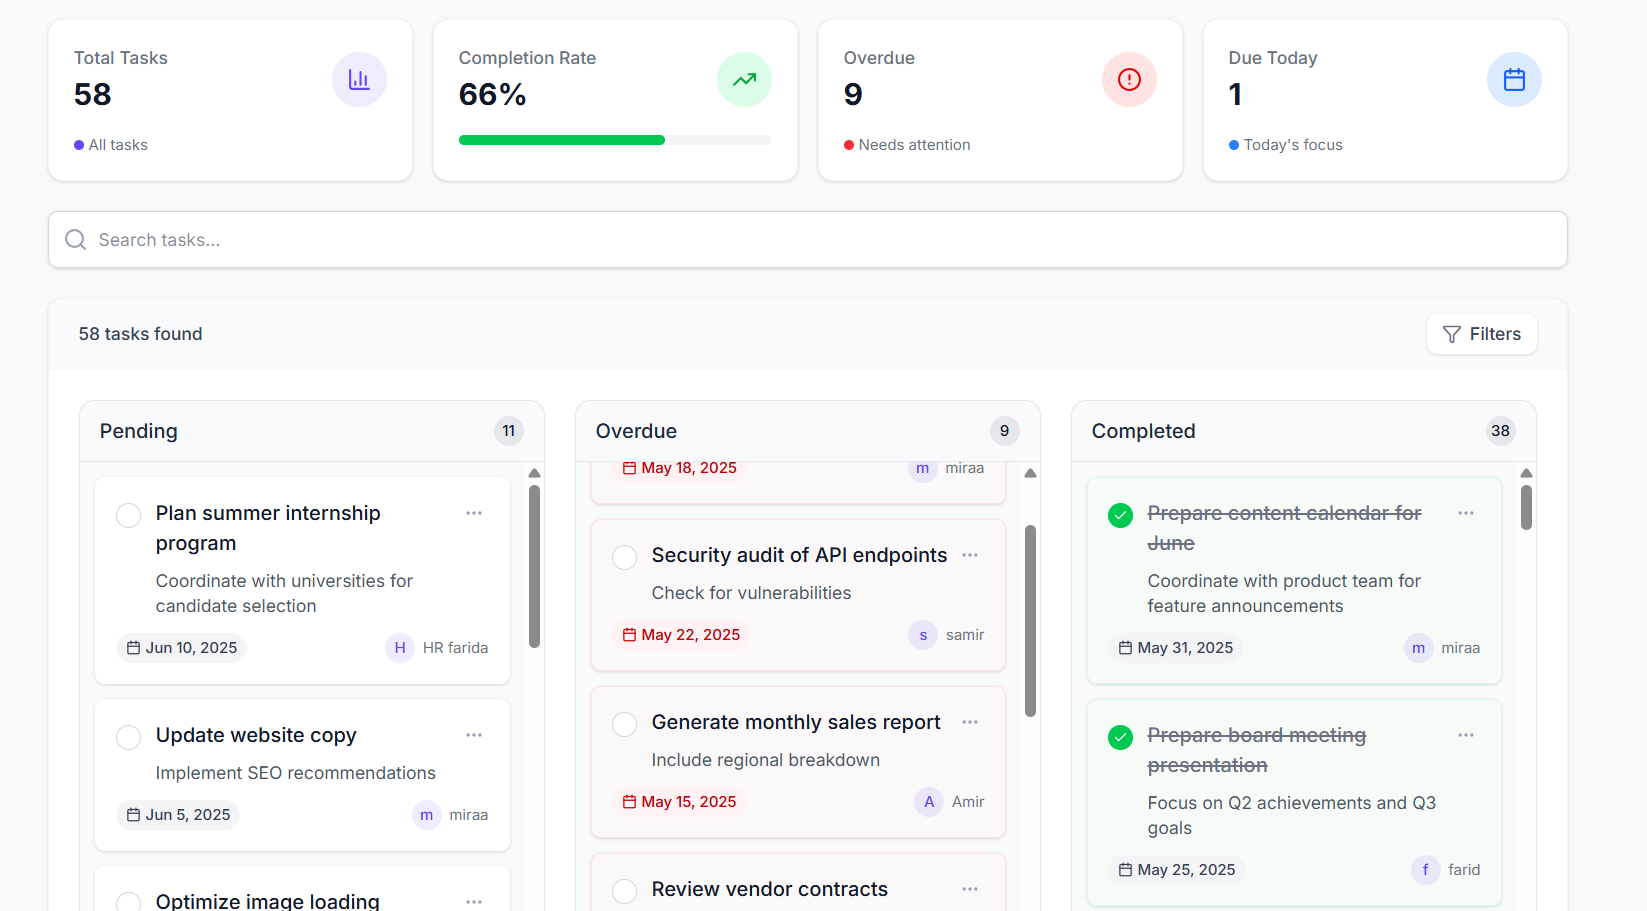 Total Tasks
58
All tasks
Completion Rate
66%
Overdue
9
Needs attention
Due Today
1
Today's focus
Search tasks...
58 tasks found
Filters
Pending
11
Plan summer internship
program
Coordinate with universities for
candidate selection
Jun 10, 2025
H HR farida
Update website copy
Implement SEO recommendations
Jun 5, 2025
m miraa
Optimize image loading
Overdue
9
May 18, 2025
m miraa
Security audit of API endpoints
Check for vulnerabilities
May 22, 2025
s samir
Generate monthly sales report
Include regional breakdown
May 15, 2025
A Amir
Review vendor contracts
Completed
38
Prepare content calendar for
June
Coordinate with product team for
feature announcements
May 31, 2025
m miraa
Prepare board meeting
presentation
Focus on Q2 achievements and Q3
goals
May 25, 2025
f farid